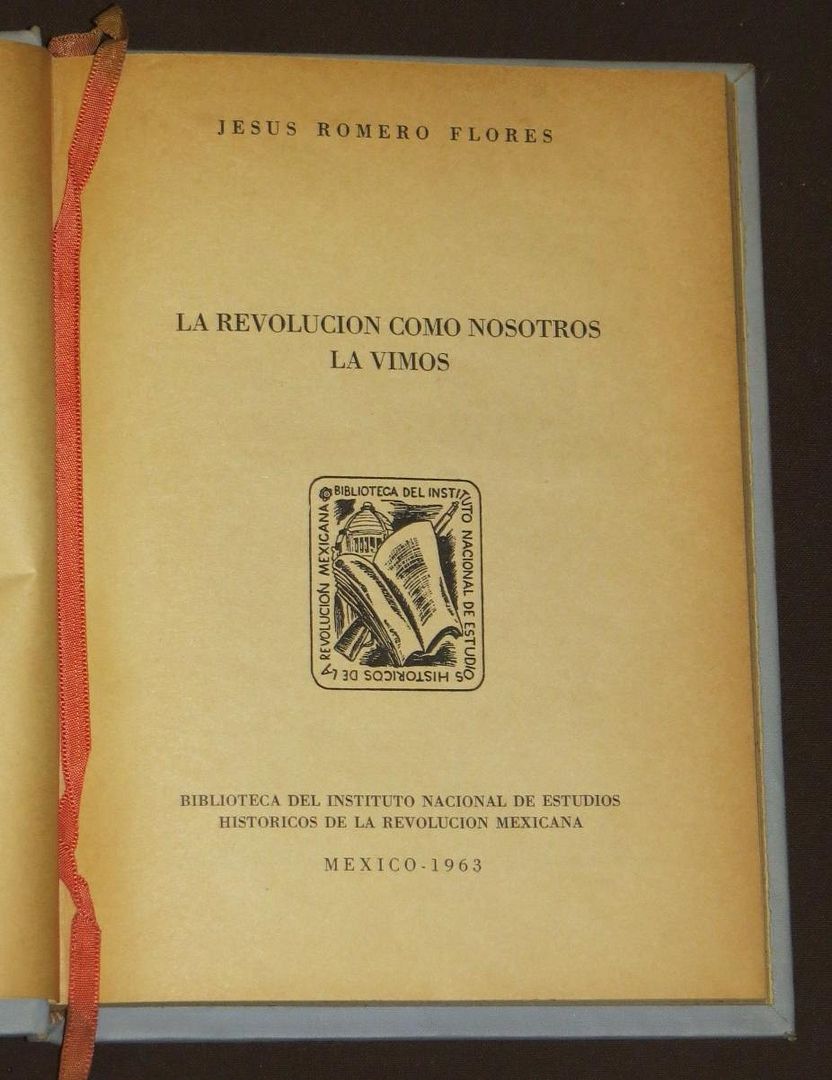 JESUS ROMERO FLORES
LA REVOLUCION COMO NOSOTROS
LA VIMOS
BIBLIOTECA DEL INSTITUTO NACIONAL DE ESTUDIOS HISTORICOS DE LA REVOLUCIÓN MEXICANA
BIBLIOTECA DEL INSTITUTO NACIONAL DE ESTUDIOS
HISTORICOS DE LA REVOLUCION MEXICANA
MEXICO-1963